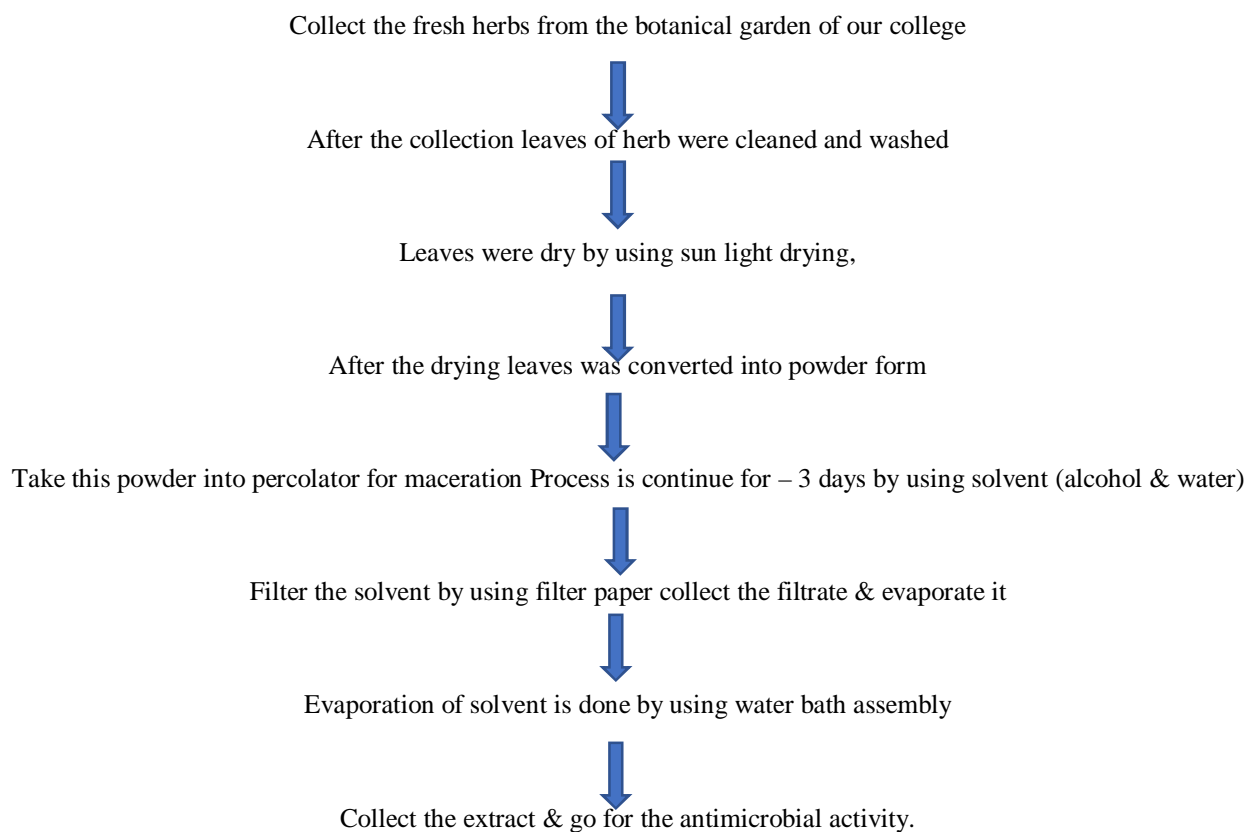 Collect the fresh herbs from the botanical garden of our college
After the collection leaves of herb were cleaned and washed
Leaves were dry by using sun light drying,
After the drying leaves was converted into powder form
Take this powder into percolator for maceration Process is continue for – 3 days by using solvent (alcohol & water)
Filter the solvent by using filter paper collect the filtrate & evaporate it
Evaporation of solvent is done by using water bath assembly
Collect the extract & go for the antimicrobial activity.